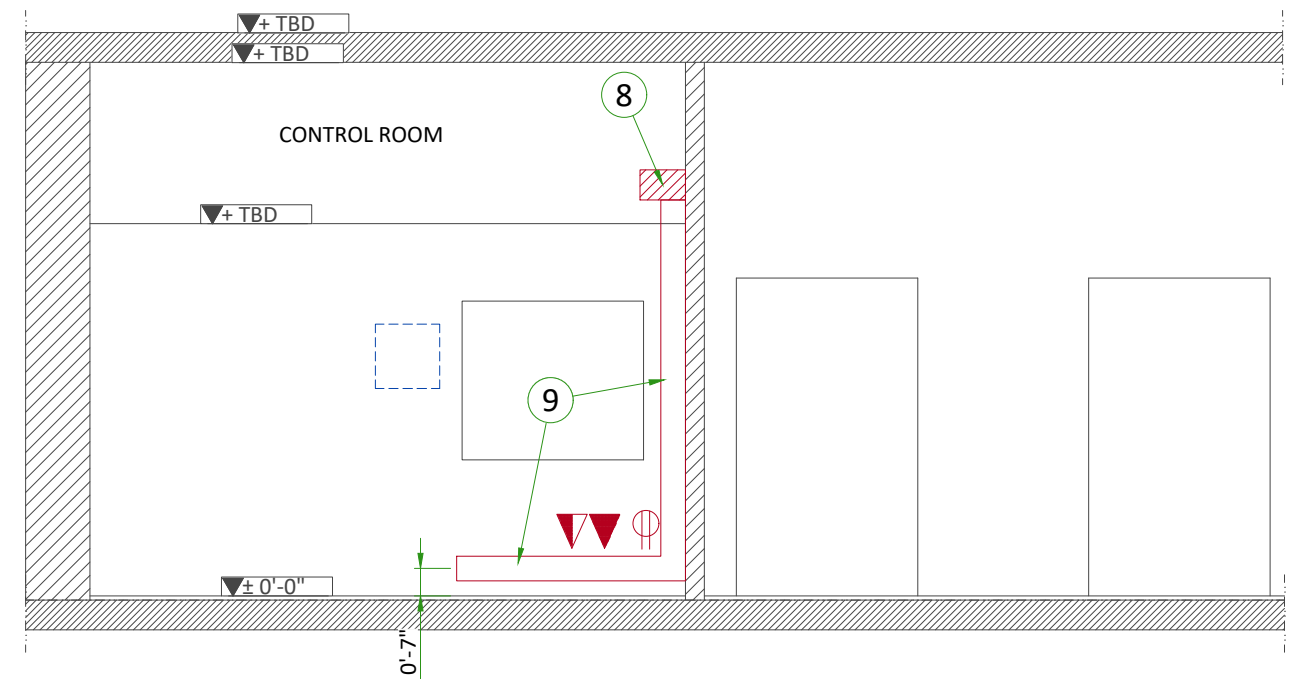 + TBD
+ TBD
8
CONTROL ROOM
+ TBD
9
± 0'-0"
0'-7"